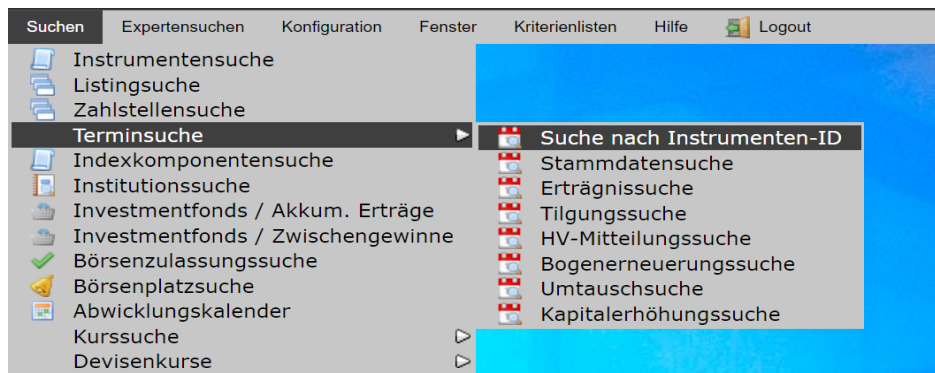 Suchen Expertensuchen Konfiguration Fenster Kriterienlisten Hilfe Logout
Instrumentensuche
Listingsuche
Zahlstellensuche
Terminsuche
Indexkomponentensuche
Institutionssuche
Investmentfonds / Akkum. Erträge
Investmentfonds / Zwischengewinne
Börsenzulassungssuche
Börsenplatzsuche
Abwicklungskalender
Kurssuche
Devisenkurse
Suche nach Instrumenten-ID
Stammdatensuche
Erträgnissuche
Tilgungssuche
HV-Mitteilungssuche
Bogenerneuerungssuche
Umtauschsuche
Kapitalerhöhungssuche